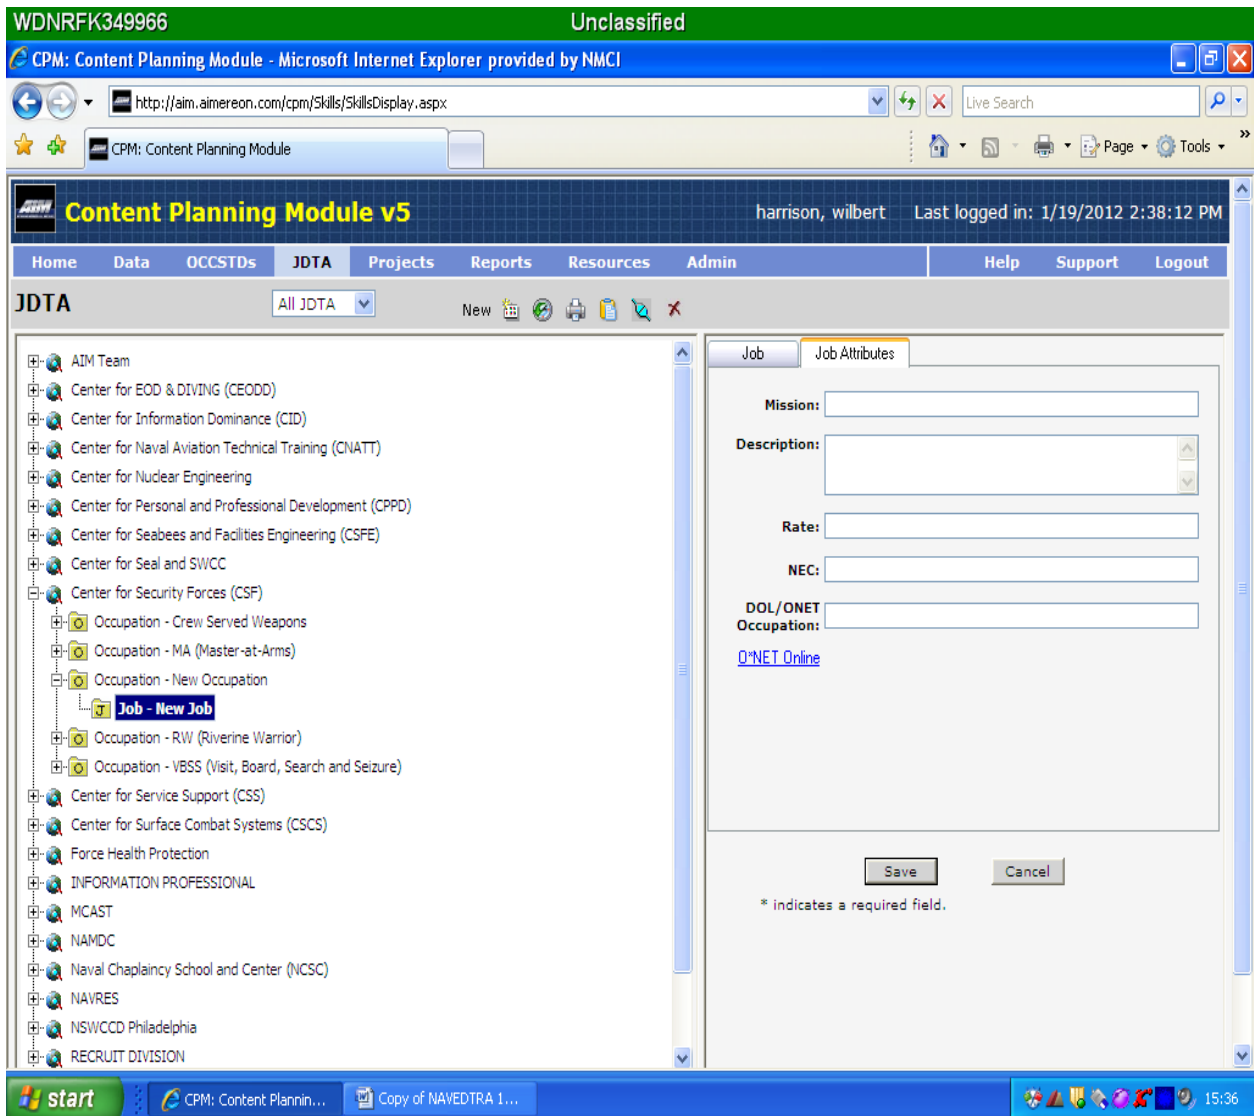 WDNRFK349966 Unclassified
CPM: Content Planning Module - Microsoft Internet Explorer provided by NMCI
http://aim.aimereon.com/cpm/Skills/SkillsDisplay.aspx Live Search
CPM: Content Planning Module Page Tools »
AIM Content Planning Module v5 harrison, wilbert Last logged in: 1/19/2012 2:38:12 PM
Home Data OCCSTDs JDTA Projects Reports Resources Admin Help Support Logout
JDTA All JDTA New
AIM Team
Center for EOD & DIVING (CEODD)
Center for Information Dominance (CID)
Center for Naval Aviation Technical Training (CNATT)
Center for Nuclear Engineering
Center for Personal and Professional Development (CPPD)
Center for Seabees and Facilities Engineering (CSFE)
Center for Seal and SWCC
Center for Security Forces (CSF)
O Occupation - Crew Served Weapons
O Occupation - MA (Master-at-Arms)
O Occupation - New Occupation
J Job - New Job
O Occupation - RW (Riverine Warrior)
O Occupation - VBSS (Visit, Board, Search and Seizure)
Center for Service Support (CSS)
Center for Surface Combat Systems (CSCS)
Force Health Protection
INFORMATION PROFESSIONAL
MCAST
NAMDC
Naval Chaplaincy School and Center (NCSC)
NAVRES
NSWCCD Philadelphia
RECRUIT DIVISION
Job Job Attributes
Mission:
Description:
Rate:
NEC:
DOL/ONET
Occupation:
O*NET Online
Save Cancel
* indicates a required field.
start CPM: Content Plannin... Copy of NAVEDTRA 1... 15:36